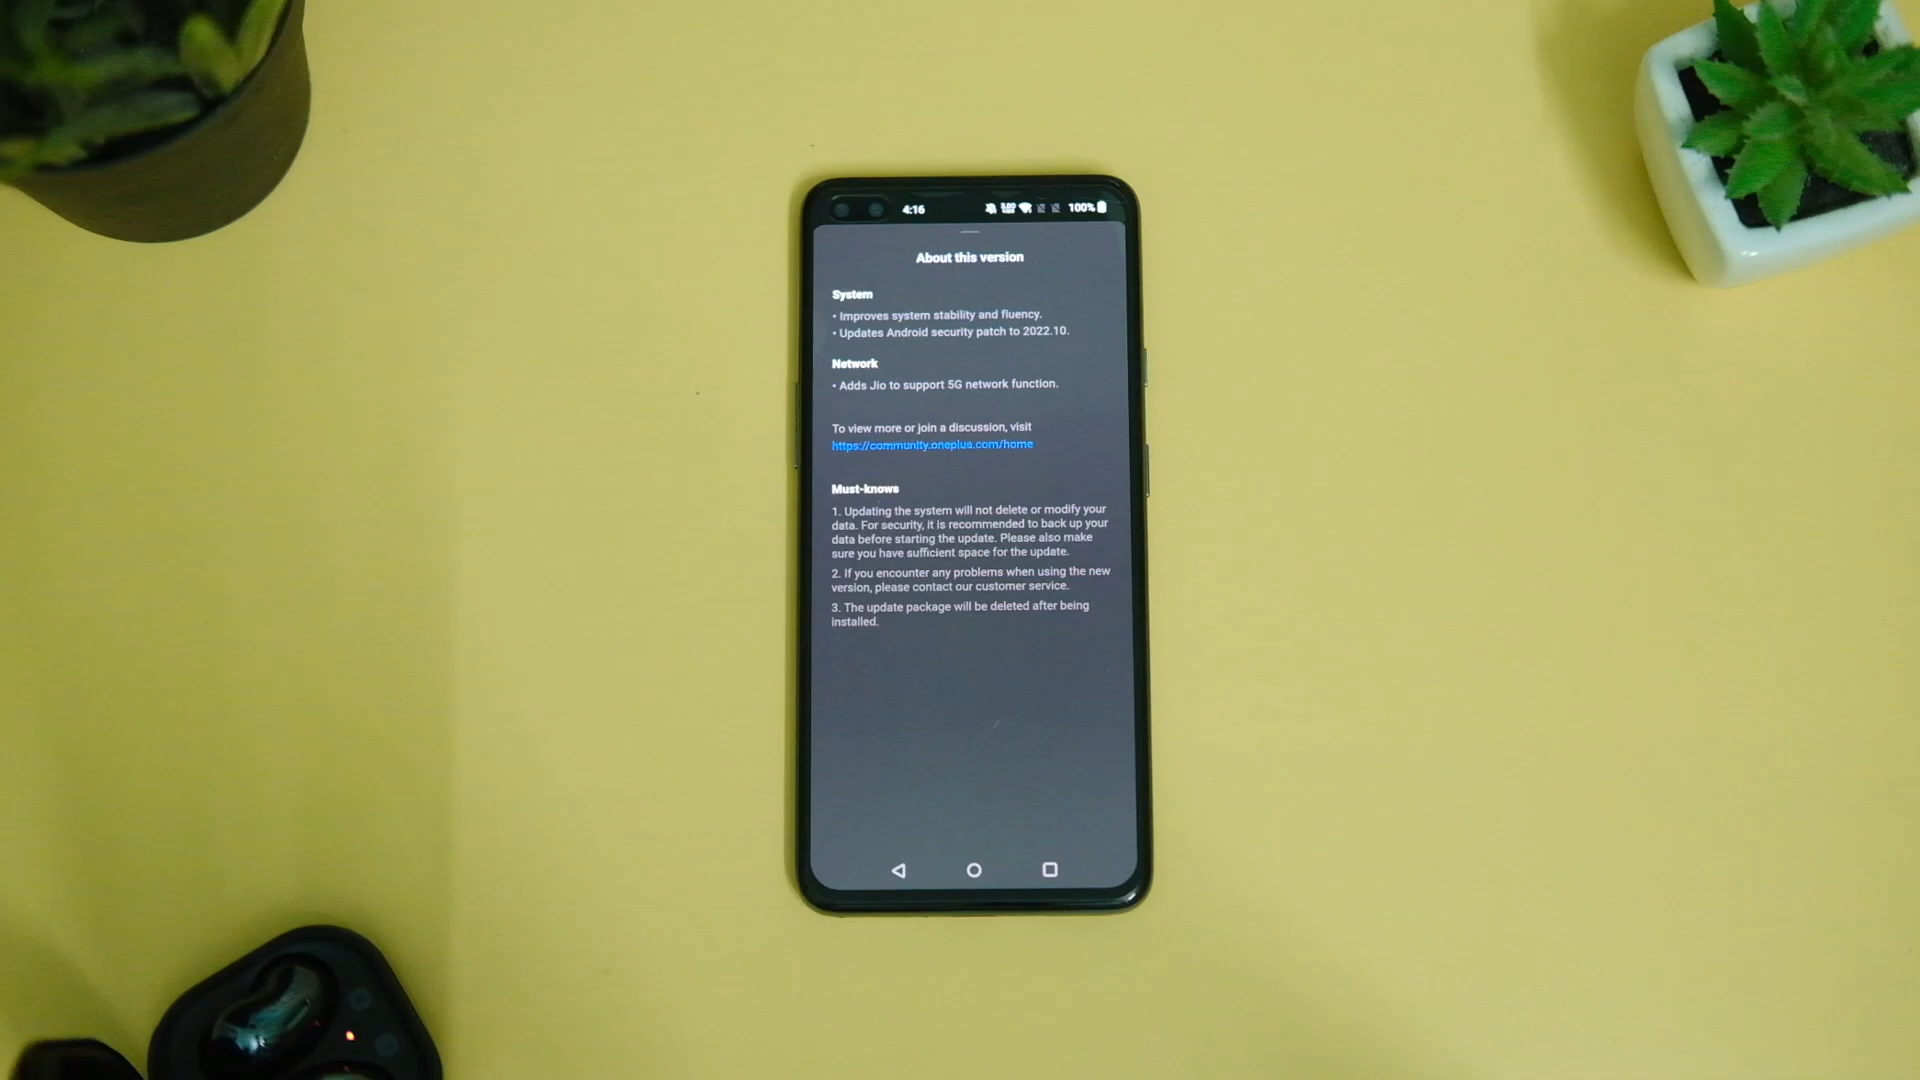 4:16
100%
About this version
System
• Improves system stability and fluency.
• Updates Android security patch to 2022.10.
Network
• Adds Jio to support 5G network function.
To view more or join a discussion, visit
https://community.oneplus.com/home
Must-knows
1. Updating the system will not delete or modify your
data. For security, it is recommended to back up your
data before starting the update. Please also make
sure you have sufficient space for the update.
2. If you encounter any problems when using the new
version, please contact our customer service.
3. The update package will be deleted after being
installed.